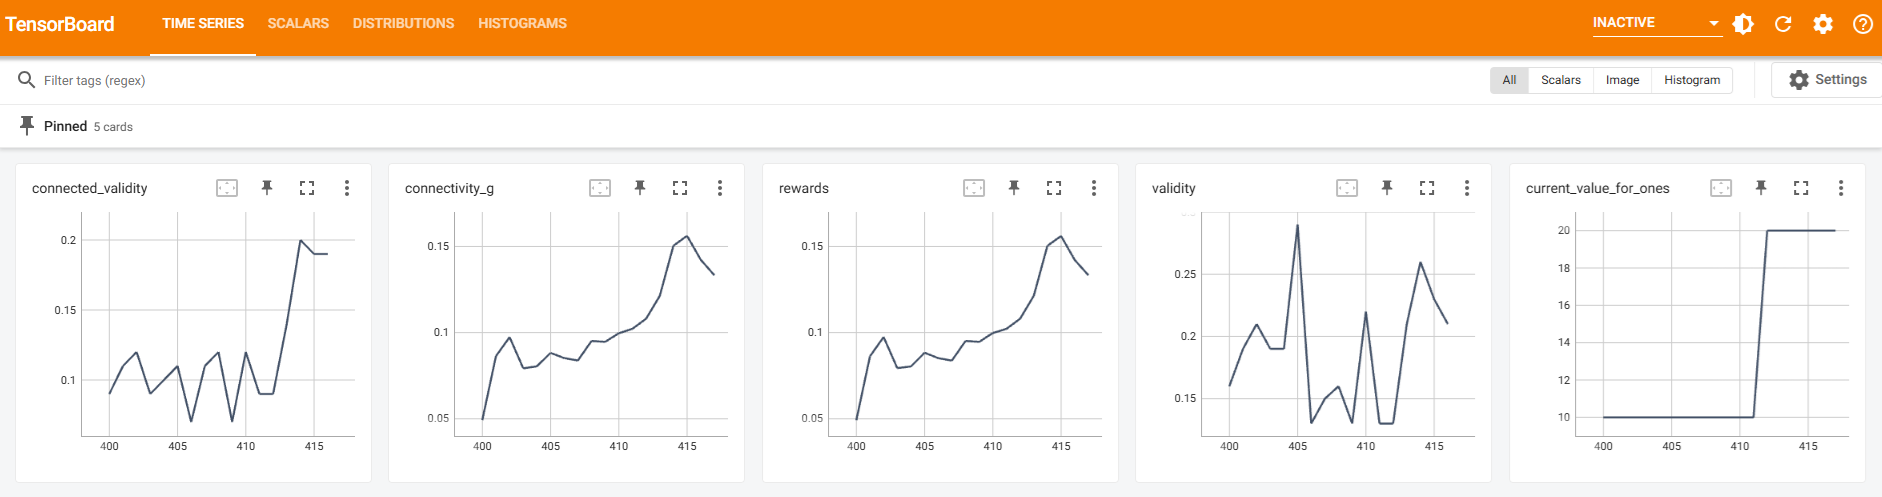 TensorBoard TIME SERIES SCALARS DISTRIBUTIONS HISTOGRAMS INACTIVE
Filter tags (regex) All Scalars Image Histogram Settings
Pinned 5 cards
connected_validity
0.2
0.15
0.1
400 405 410 415
connectivity_g
0.15
0.1
0.05
400 405 410 415
rewards
0.15
0.1
0.05
400 405 410 415
validity
0.25
0.2
0.15
400 405 410 415
current_value_for_ones
20
18
16
14
12
10
400 405 410 415